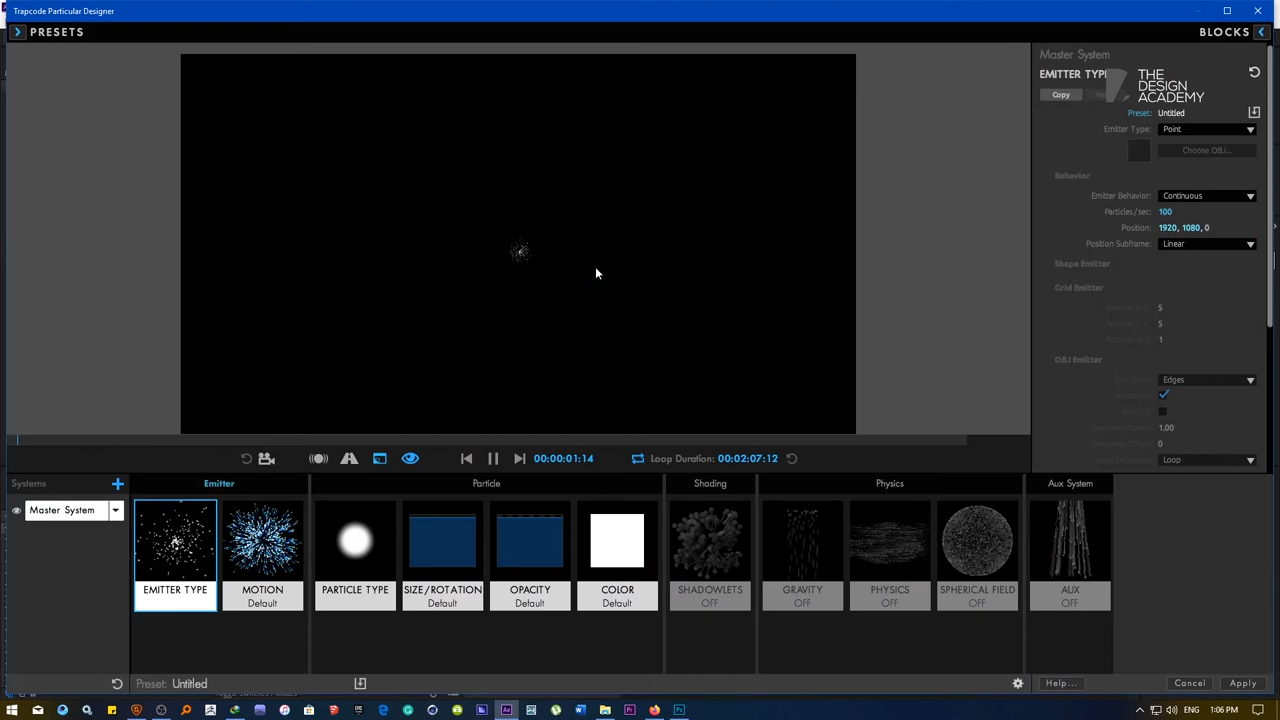 Trapcode Particular Designer
PRESETS
BLOCKS
Master System
EMITTER TYPE
THE DESIGN ACADEMY
Copy
Preset: Untitled
Emitter Type: Point
Choose OBJ...
Behavior
Emitter Behavior: Continuous
Particles/sec: 100
Position: 1920, 1080, 0
Position Subframe: Linear
Shape Emitter
Grid Emitter
5
5
1
OBJ Emitter
Edges
1.00
0
Loop
00:00:01:14
Loop Duration: 00:02:07:12
Systems
Emitter
Particle
Shading
Physics
Aux System
Master System
EMITTER TYPE
MOTION
Default
PARTICLE TYPE
SIZE/ROTATION
Default
OPACITY
Default
COLOR
Default
SHADOWLETS
OFF
GRAVITY
OFF
PHYSICS
OFF
SPHERICAL FIELD
OFF
AUX
OFF
Preset: Untitled
Help...
Cancel
Apply
1:06 PM